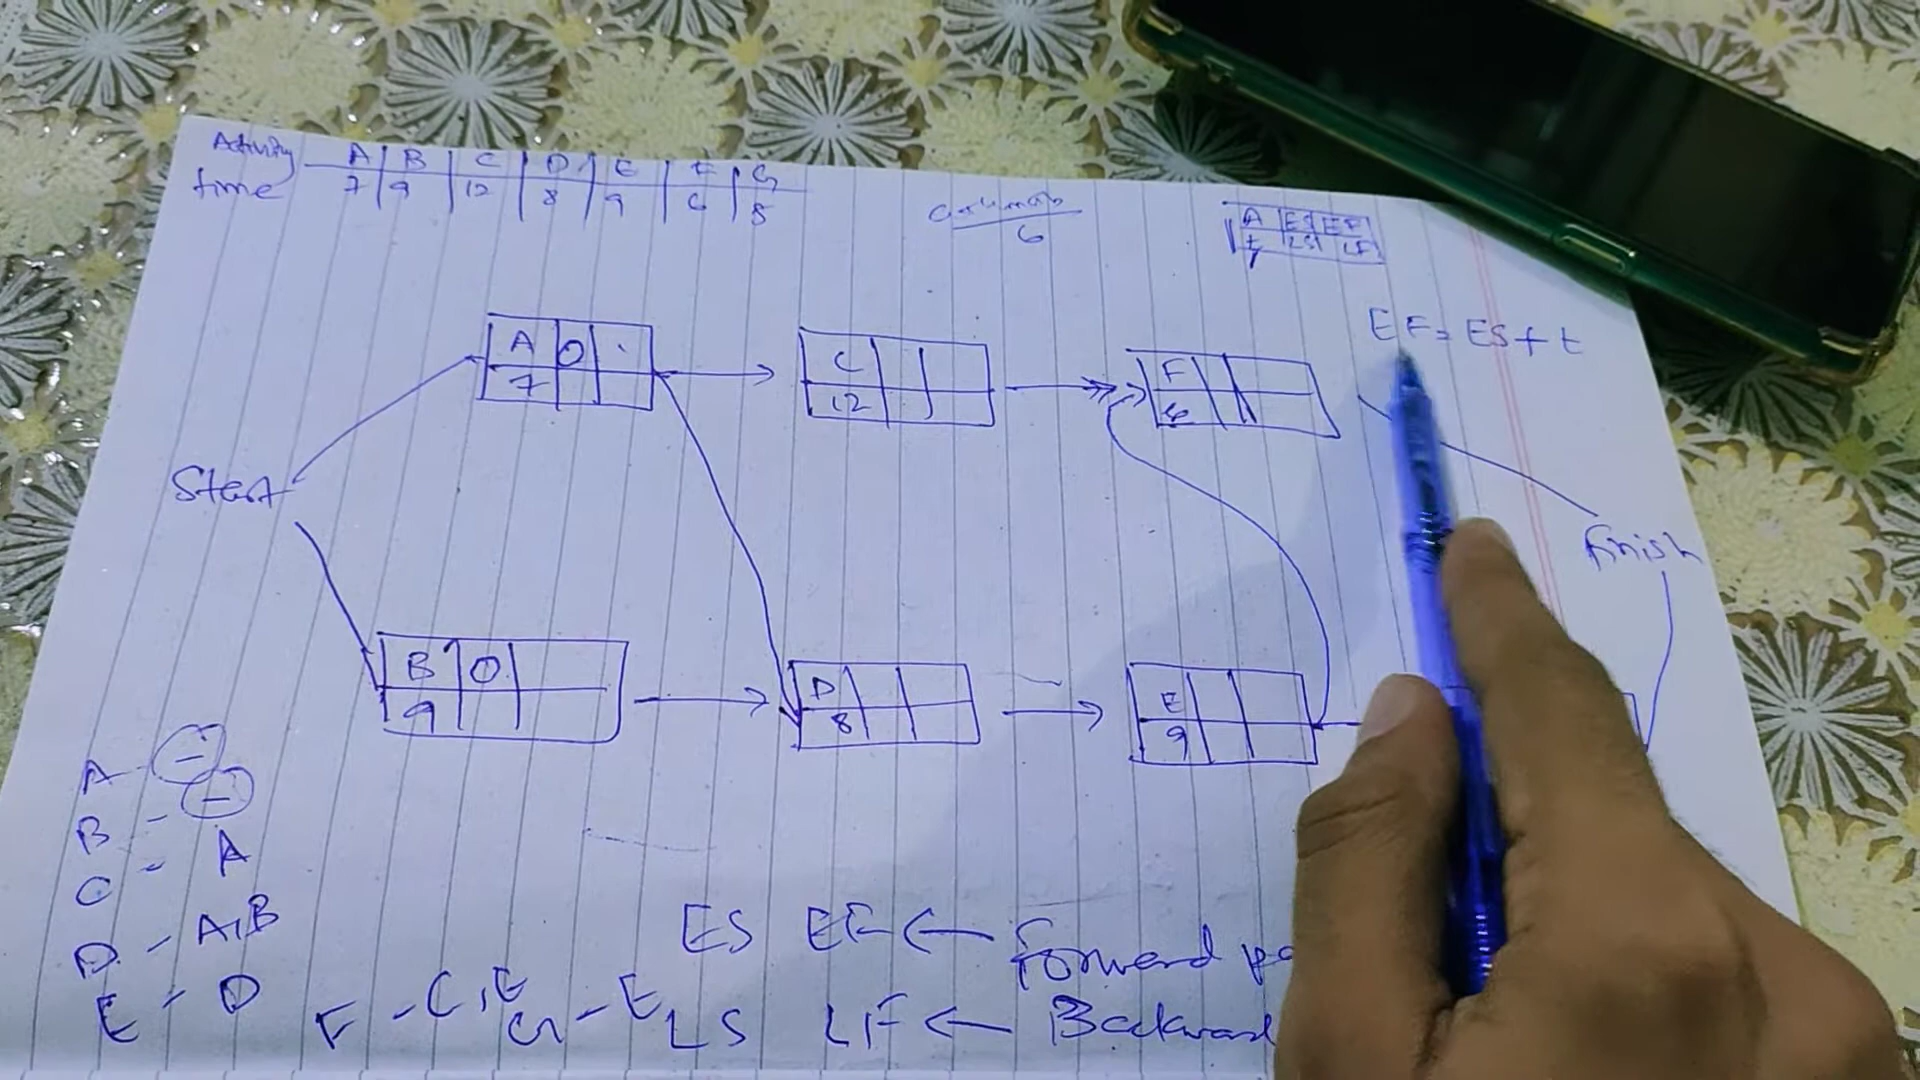 Activity A B C D E F G
time 7 9 12 8 9 6 8
6
A ES EF
t LS LF
EF = ES + t
A 0
7
C
12
F
6
Start
finish
B 0
9
D
8
E
9
A - -
B - -
C - A
D - A,B
E - D
F - C,E
G - E
ES EF ← Forward
LS LF ← Backward